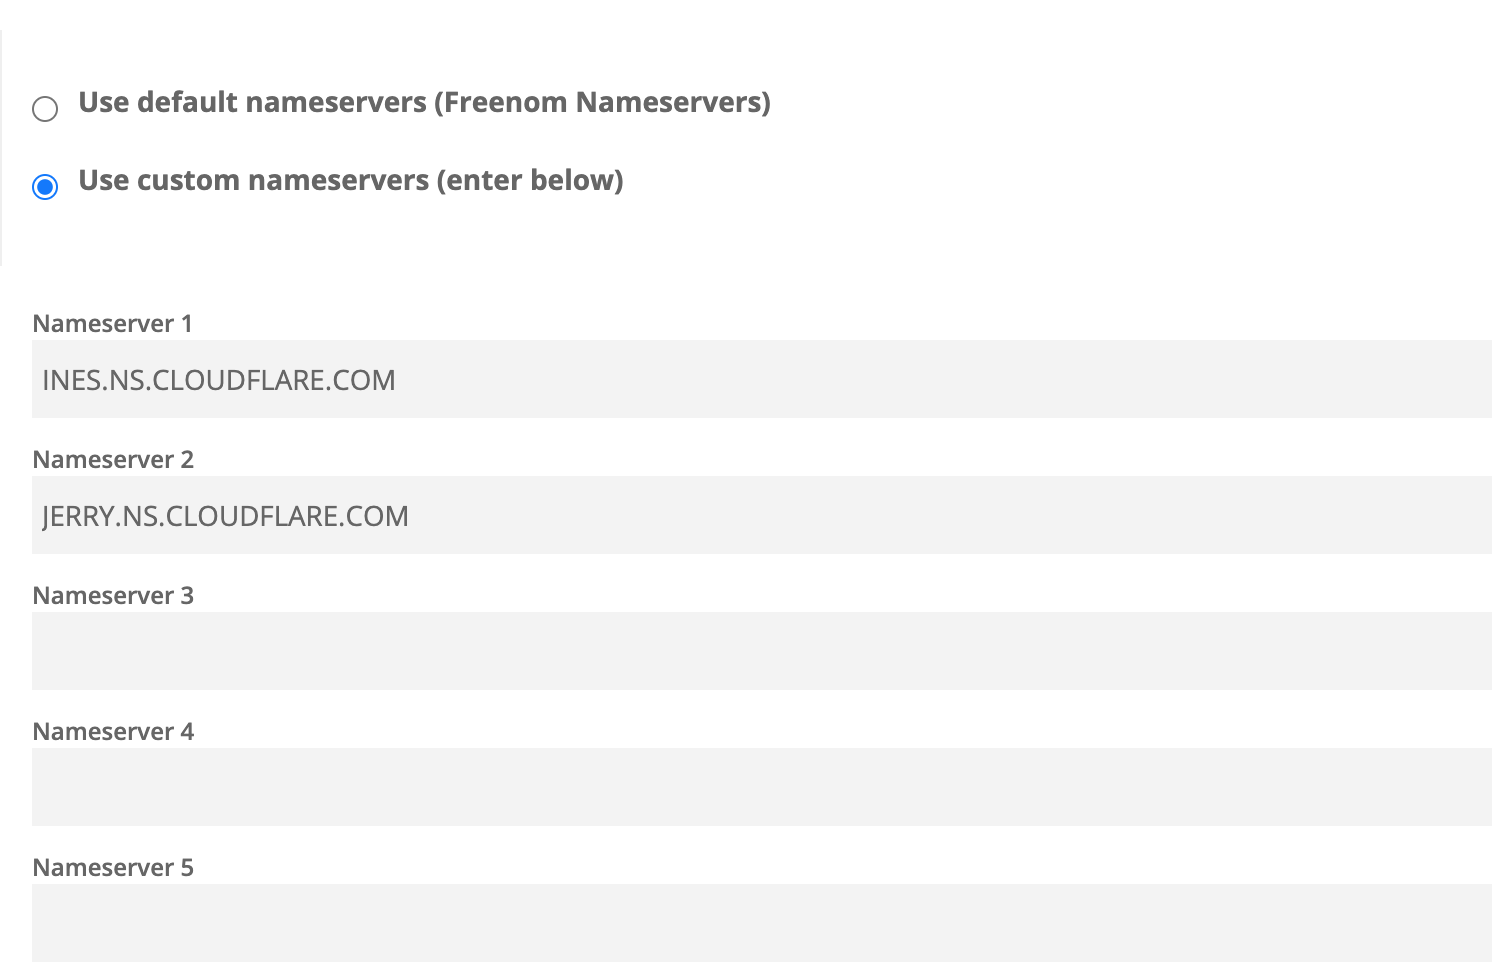 Use default nameservers (Freenom Nameservers)
Use custom nameservers (enter below)
Nameserver 1
INES.NS.CLOUDFLARE.COM
Nameserver 2
JERRY.NS.CLOUDFLARE.COM
Nameserver 3
Nameserver 4
Nameserver 5